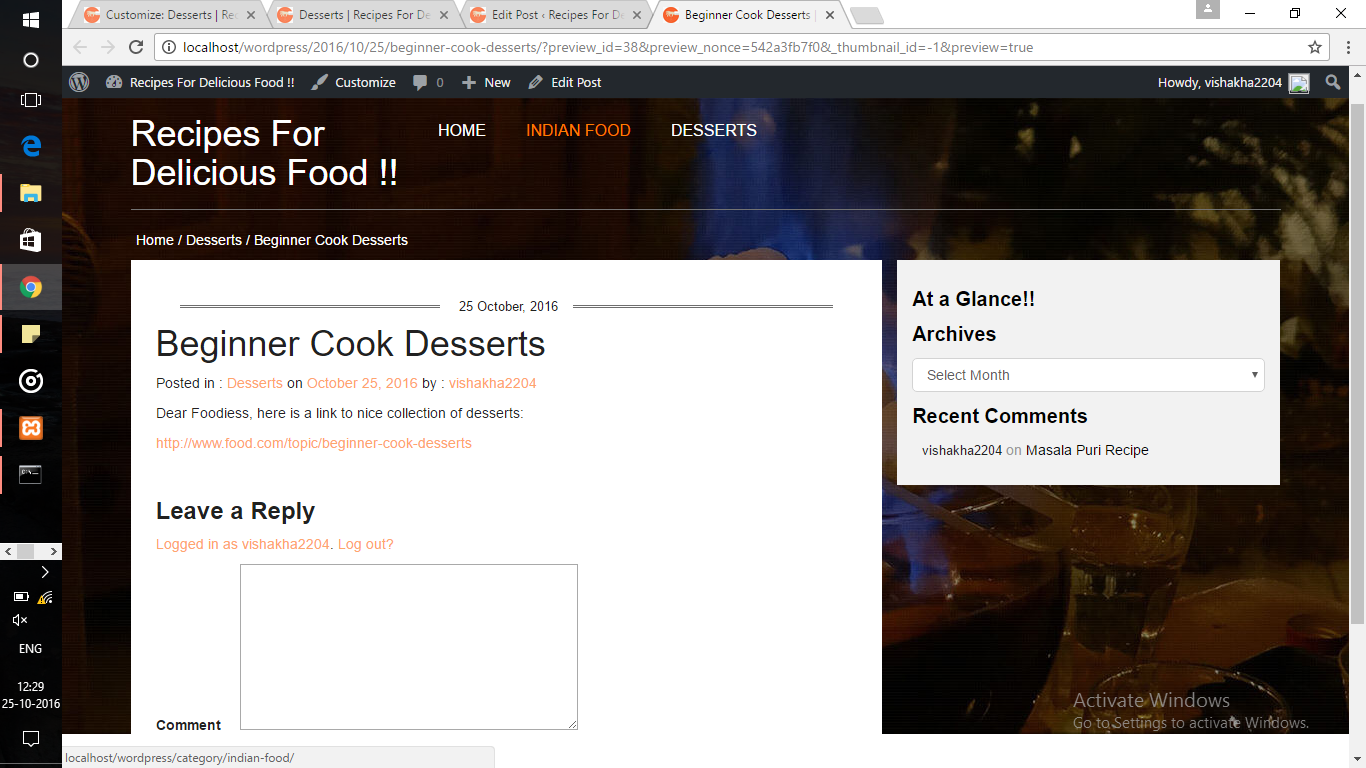 Customize: Desserts | Rec
Desserts | Recipes For De
Edit Post ‹ Recipes For De
Beginner Cook Desserts |
localhost/wordpress/2016/10/25/beginner-cook-desserts/?preview_id=38&preview_nonce=542a3fb7f0&_thumbnail_id=-1&preview=true
Recipes For Delicious Food !! Customize 0 New Edit Post Howdy, vishakha2204
Recipes For
Delicious Food !!
HOME INDIAN FOOD DESSERTS
Home / Desserts / Beginner Cook Desserts
25 October, 2016
Beginner Cook Desserts
Posted in : Desserts on October 25, 2016 by : vishakha2204
Dear Foodiess, here is a link to nice collection of desserts:
http://www.food.com/topic/beginner-cook-desserts
Leave a Reply
Logged in as vishakha2204. Log out?
Comment
At a Glance!!
Archives
Select Month
Recent Comments
vishakha2204 on Masala Puri Recipe
Activate Windows
Go to Settings to activate Windows.
localhost/wordpress/category/indian-food/
ENG
12:29
25-10-2016